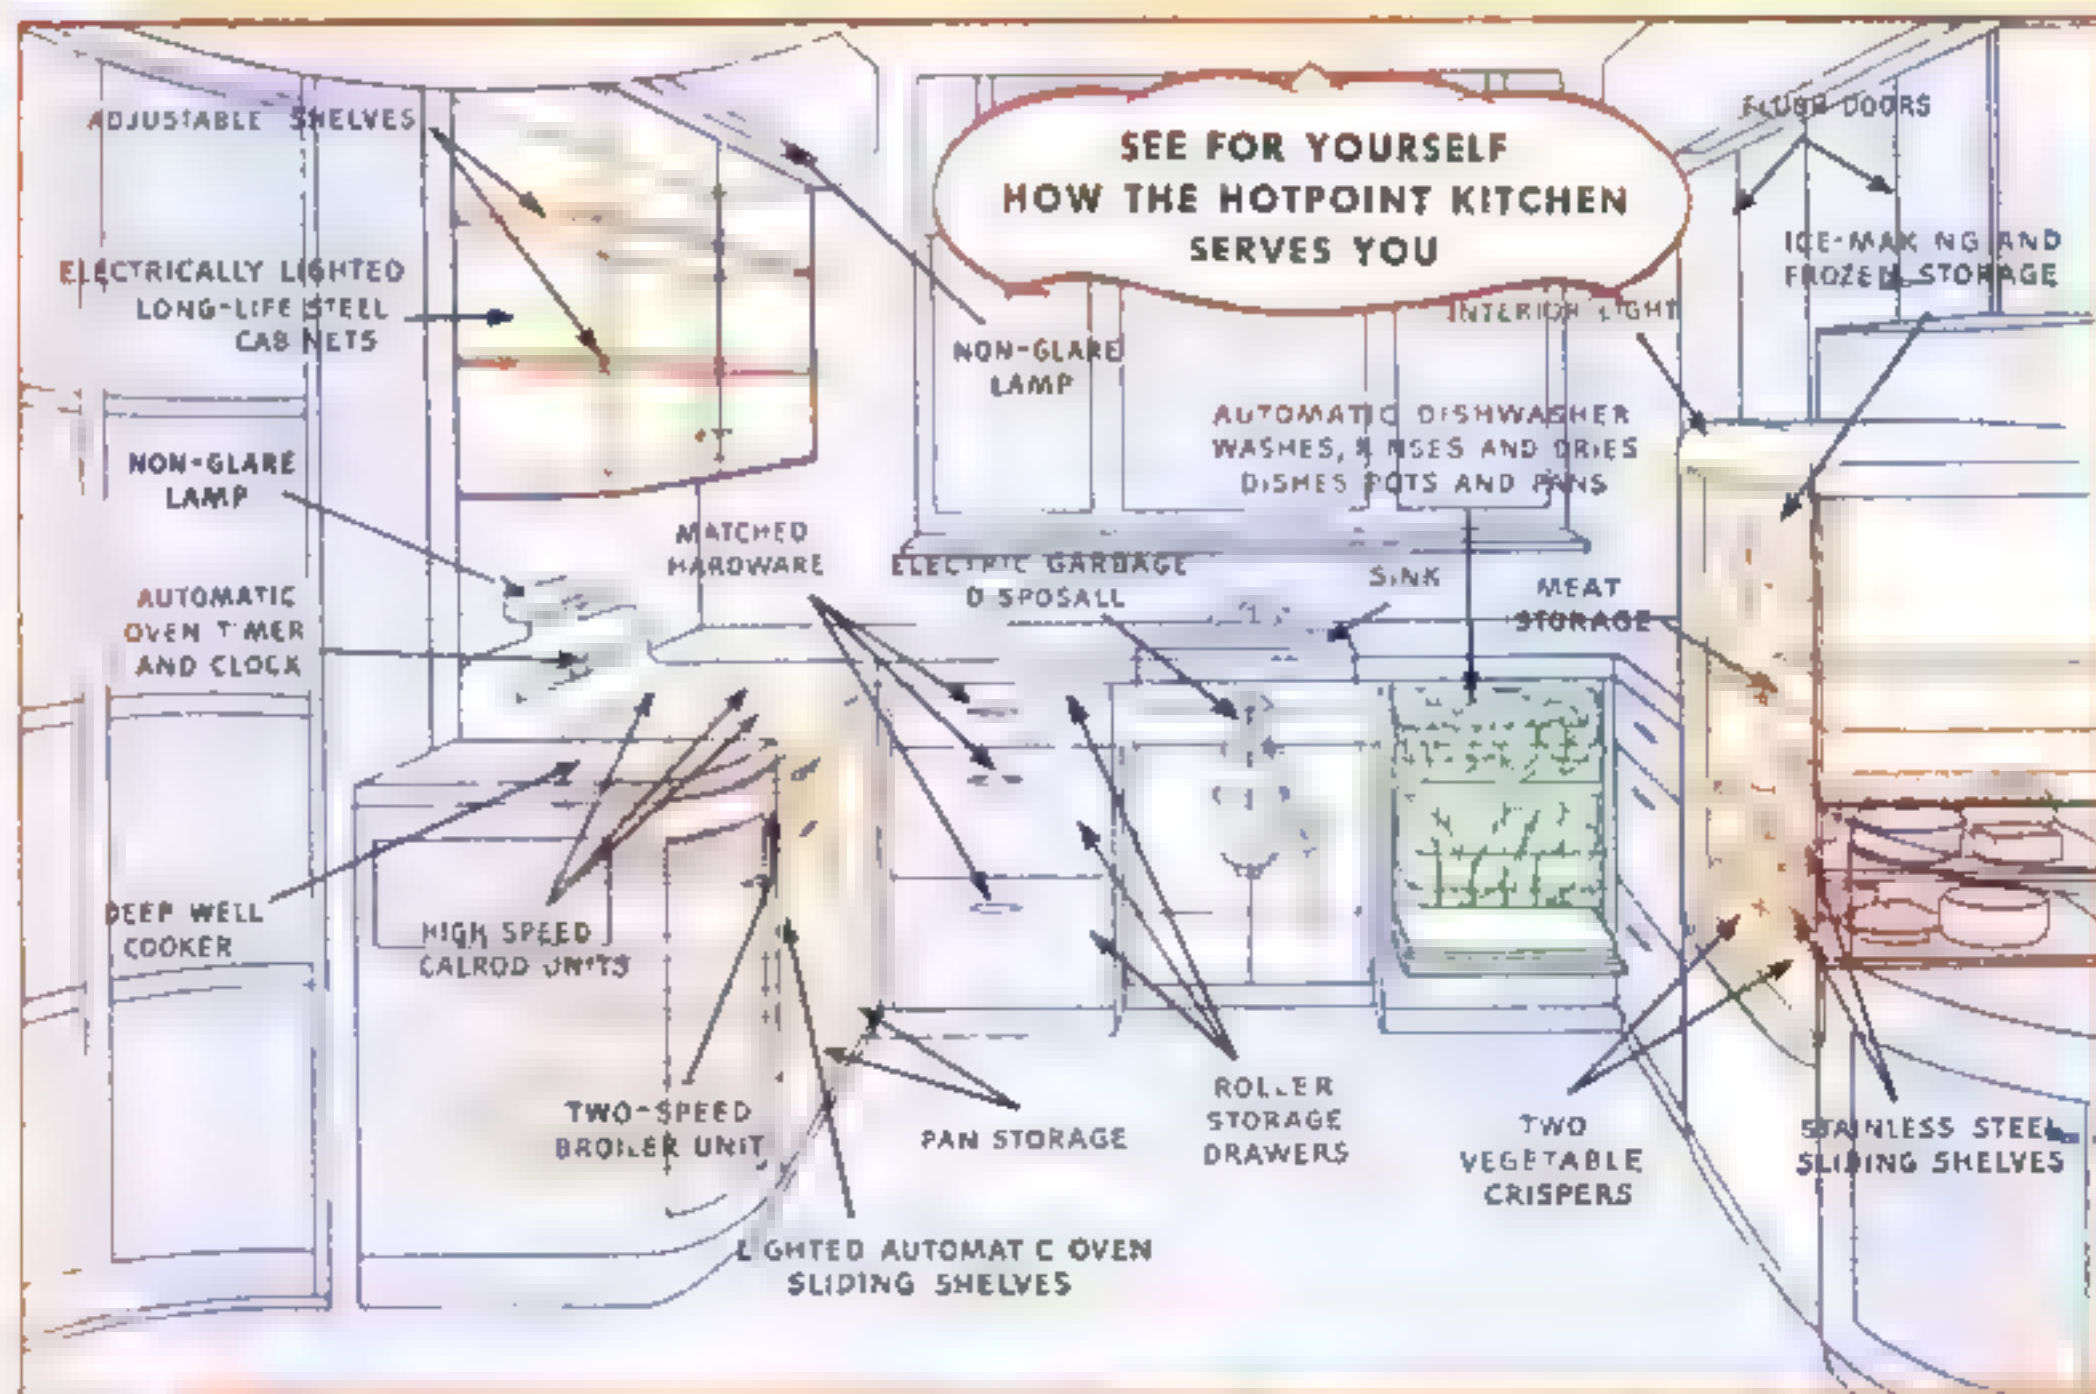 SEE FOR YOURSELF
HOW THE HOTPOINT KITCHEN
SERVES YOU
ADJUSTABLE SHELVES
FLUSH DOORS
ELECTRICALLY LIGHTED
LONG-LIFE STEEL
CABINETS
ICE-MAKING AND
FROZEN STORAGE
INTERIOR LIGHT
NON-GLARE
LAMP
AUTOMATIC DISHWASHER
WASHES, RINSES AND DRIES
DISHES POTS AND PANS
NON-GLARE
LAMP
MATCHED
HARDWARE
ELECTRIC GARBAGE
DISPOSALL
SINK
MEAT
STORAGE
AUTOMATIC
OVEN TIMER
AND CLOCK
DEEP WELL
COOKER
HIGH SPEED
CALROD UNITS
TWO-SPEED
BROILER UNIT
PAN STORAGE
ROLLER
STORAGE
DRAWERS
TWO
VEGETABLE
CRISPERS
STAINLESS STEEL
SLIDING SHELVES
LIGHTED AUTOMATIC OVEN
SLIDING SHELVES